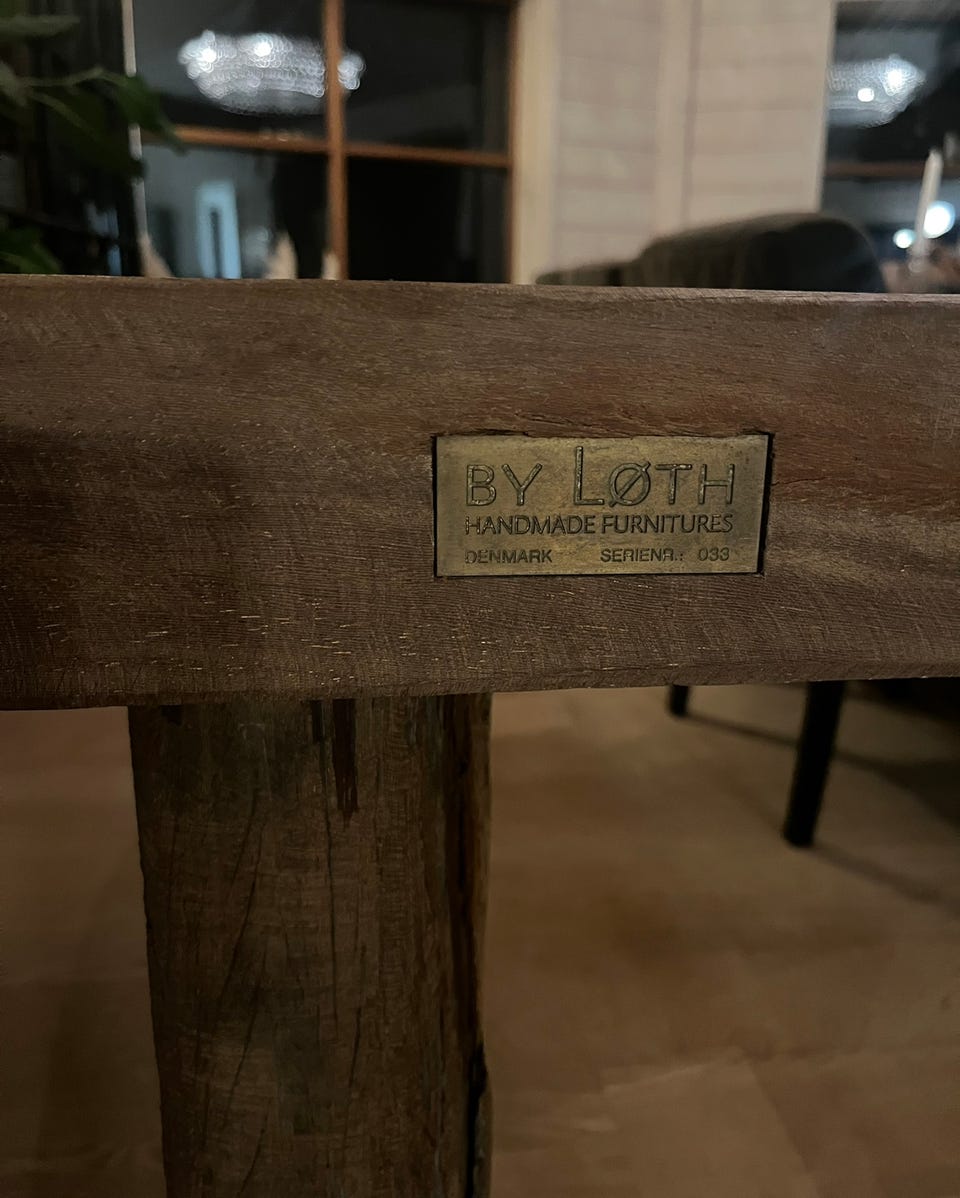 BY LØTH
HANDMADE FURNITURES
DENMARK SERIENR.: 033